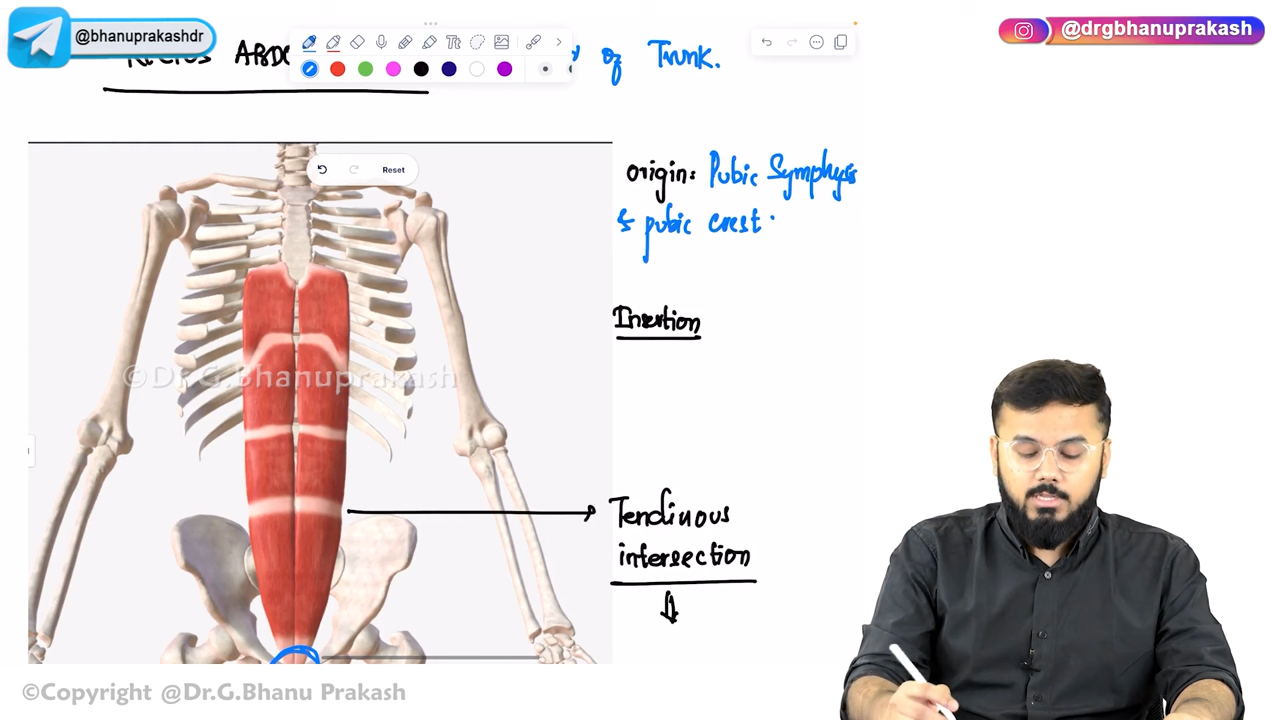 @bhanuprakashdr
@drgbhanuprakash
of Trunk.
Reset
origin: Pubic Symphysis
& pubic crest
©Dr.G.Bhanuprakash
Insertion
Tendinous
intersection
©Copyright @Dr.G.Bhanu Prakash